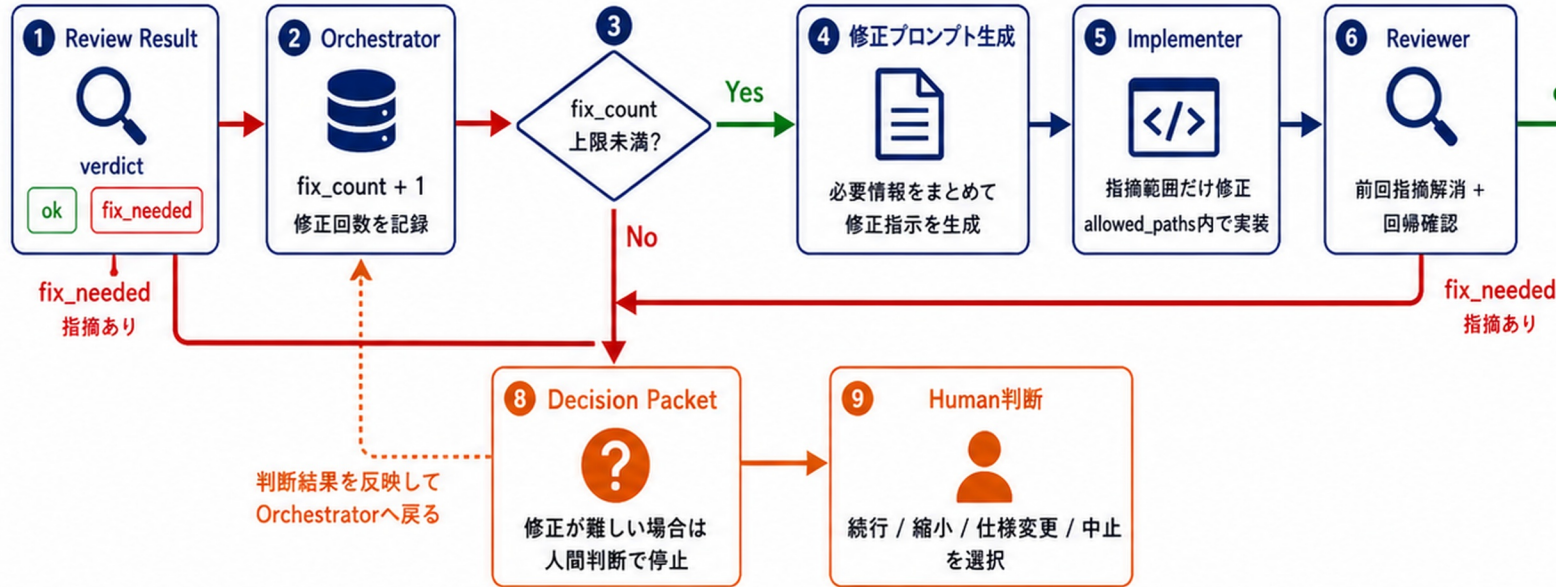 1 Review Result
verdict
ok
fix_needed
fix_needed
指摘あり
2 Orchestrator
fix_count + 1
修正回数を記録
3
fix_count
上限未満?
Yes
No
4 修正プロンプト生成
必要情報をまとめて
修正指示を生成
5 Implementer
</>
指摘範囲だけ修正
allowed_paths内で実装
6 Reviewer
前回指摘解消 +
回帰確認
fix_needed
指摘あり
判断結果を反映して
Orchestratorへ戻る
8 Decision Packet
?
修正が難しい場合は
人間判断で停止
9 Human判断
続行 / 縮小 / 仕様変更 / 中止
を選択